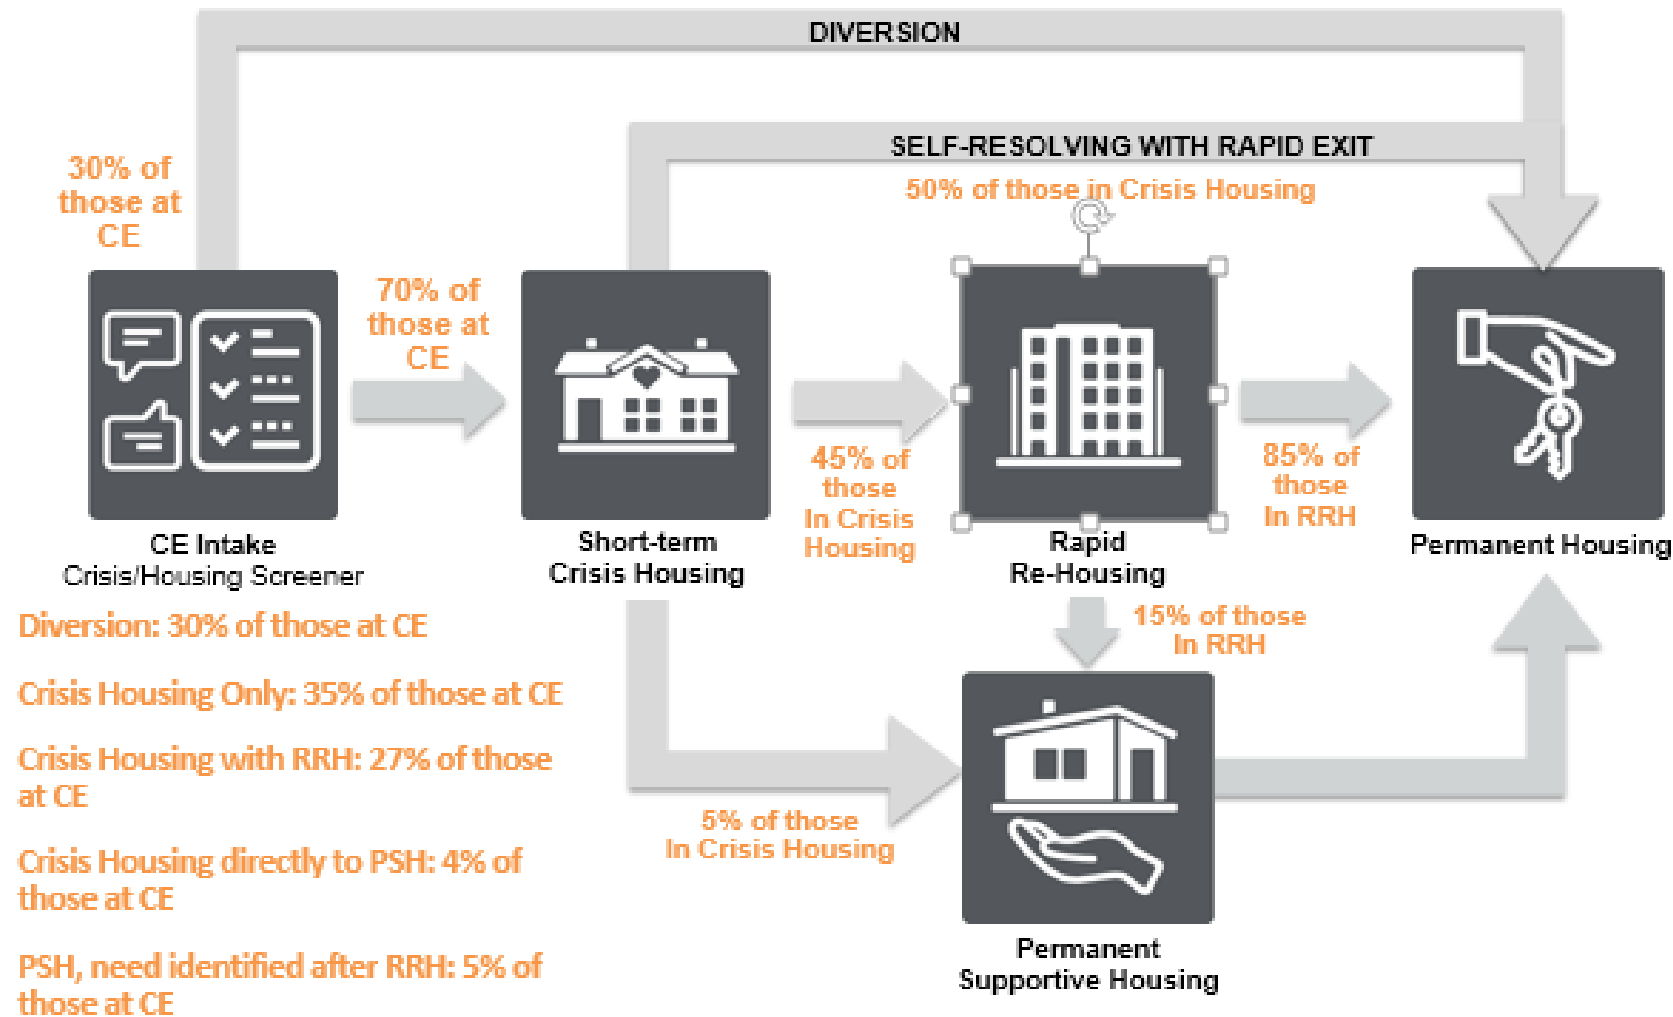 DIVERSION
SELF-RESOLVING WITH RAPID EXIT
50% of those in Crisis Housing
30% of
those at
CE
70% of
those at
CE
45% of
those
In Crisis
Housing
85% of
those
In RRH
CE Intake
Crisis/Housing Screener
Short-term
Crisis Housing
Rapid
Re-Housing
Permanent Housing
15% of those
In RRH
5% of those
In Crisis Housing
Permanent
Supportive Housing
Diversion: 30% of those at CE
Crisis Housing Only: 35% of those at CE
Crisis Housing with RRH: 27% of those
at CE
Crisis Housing directly to PSH: 4% of
those at CE
PSH, need identified after RRH: 5% of
those at CE